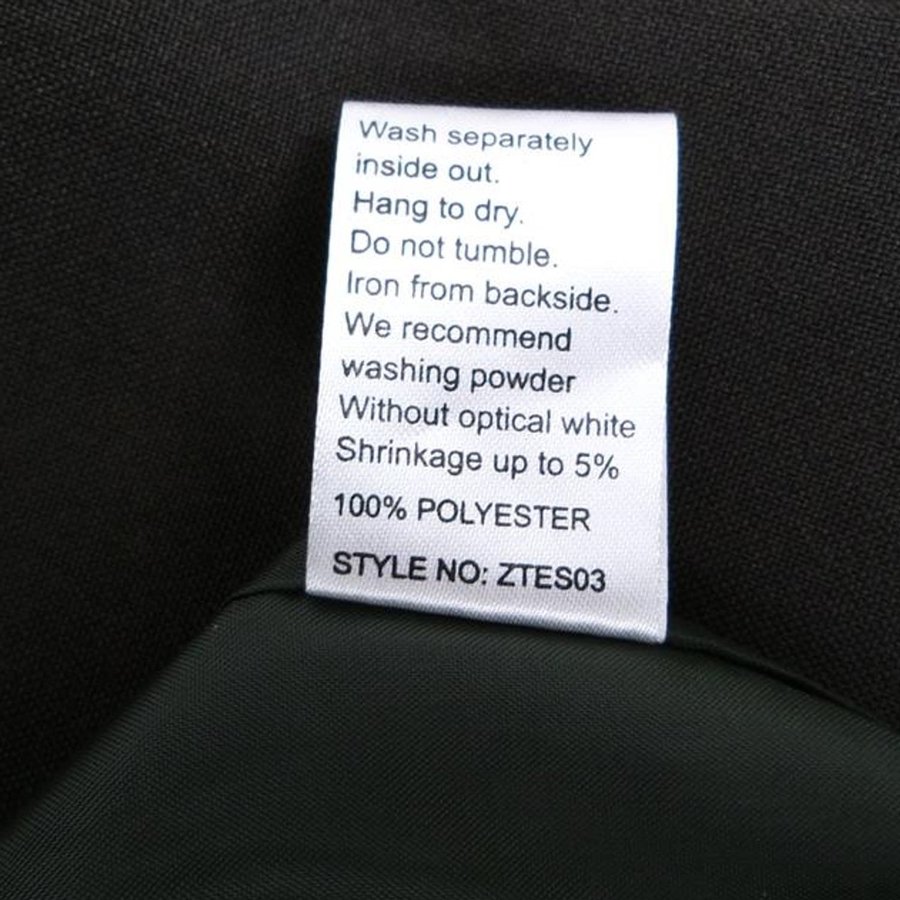 Wash separately
inside out.
Hang to dry.
Do not tumble.
Iron from backside.
We recommend
washing powder
Without optical white
Shrinkage up to 5%
100% POLYESTER
STYLE NO: ZTES03